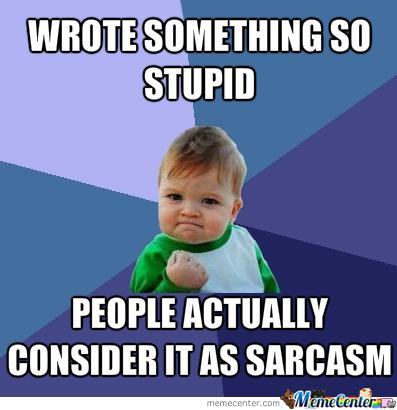 WROTE SOMETHING SO
STUPID
PEOPLE ACTUALLY
CONSIDER IT AS SARCASM
memecenter.com MemeCenter